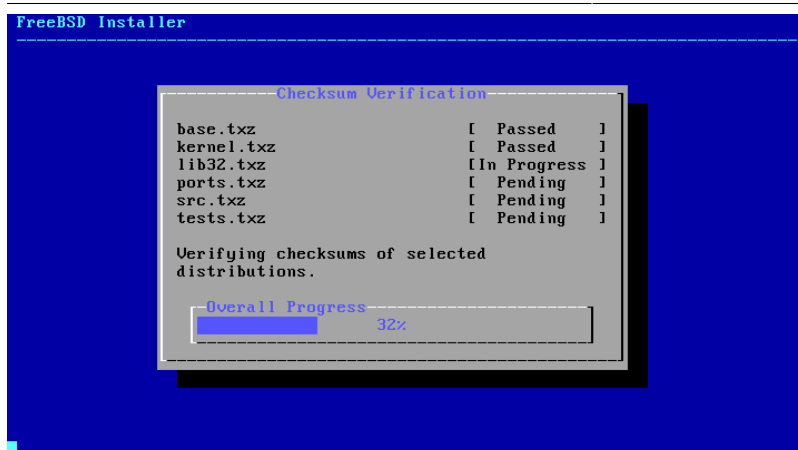 FreeBSD Installer
Checksum Verification
base.txz [ Passed ]
kernel.txz [ Passed ]
lib32.txz [In Progress ]
ports.txz [ Pending ]
src.txz [ Pending ]
tests.txz [ Pending ]
Verifying checksums of selected
distributions.
Overall Progress
32%